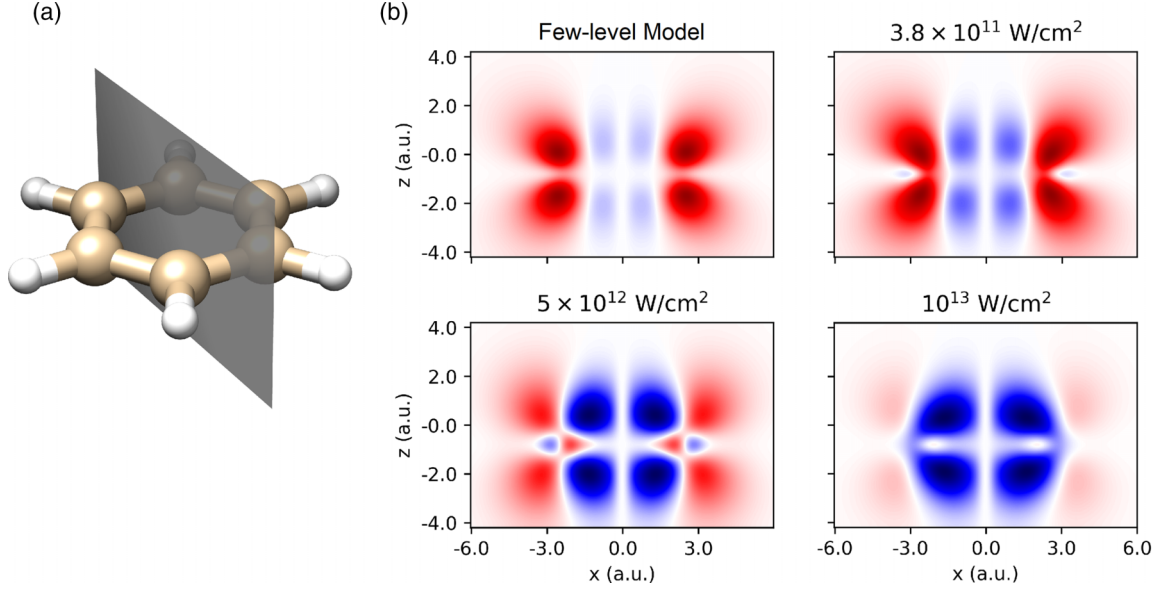 (a)
(b)
Few-level Model
3.8 × 10¹¹ W/cm²
z (a.u.)
4.0
2.0
-0.0
-2.0
-4.0
5 × 10¹² W/cm²
10¹³ W/cm²
z (a.u.)
4.0
2.0
-0.0
-2.0
-4.0
-6.0 -3.0 0.0 3.0
-6.0 -3.0 0.0 3.0 6.0
x (a.u.)
x (a.u.)